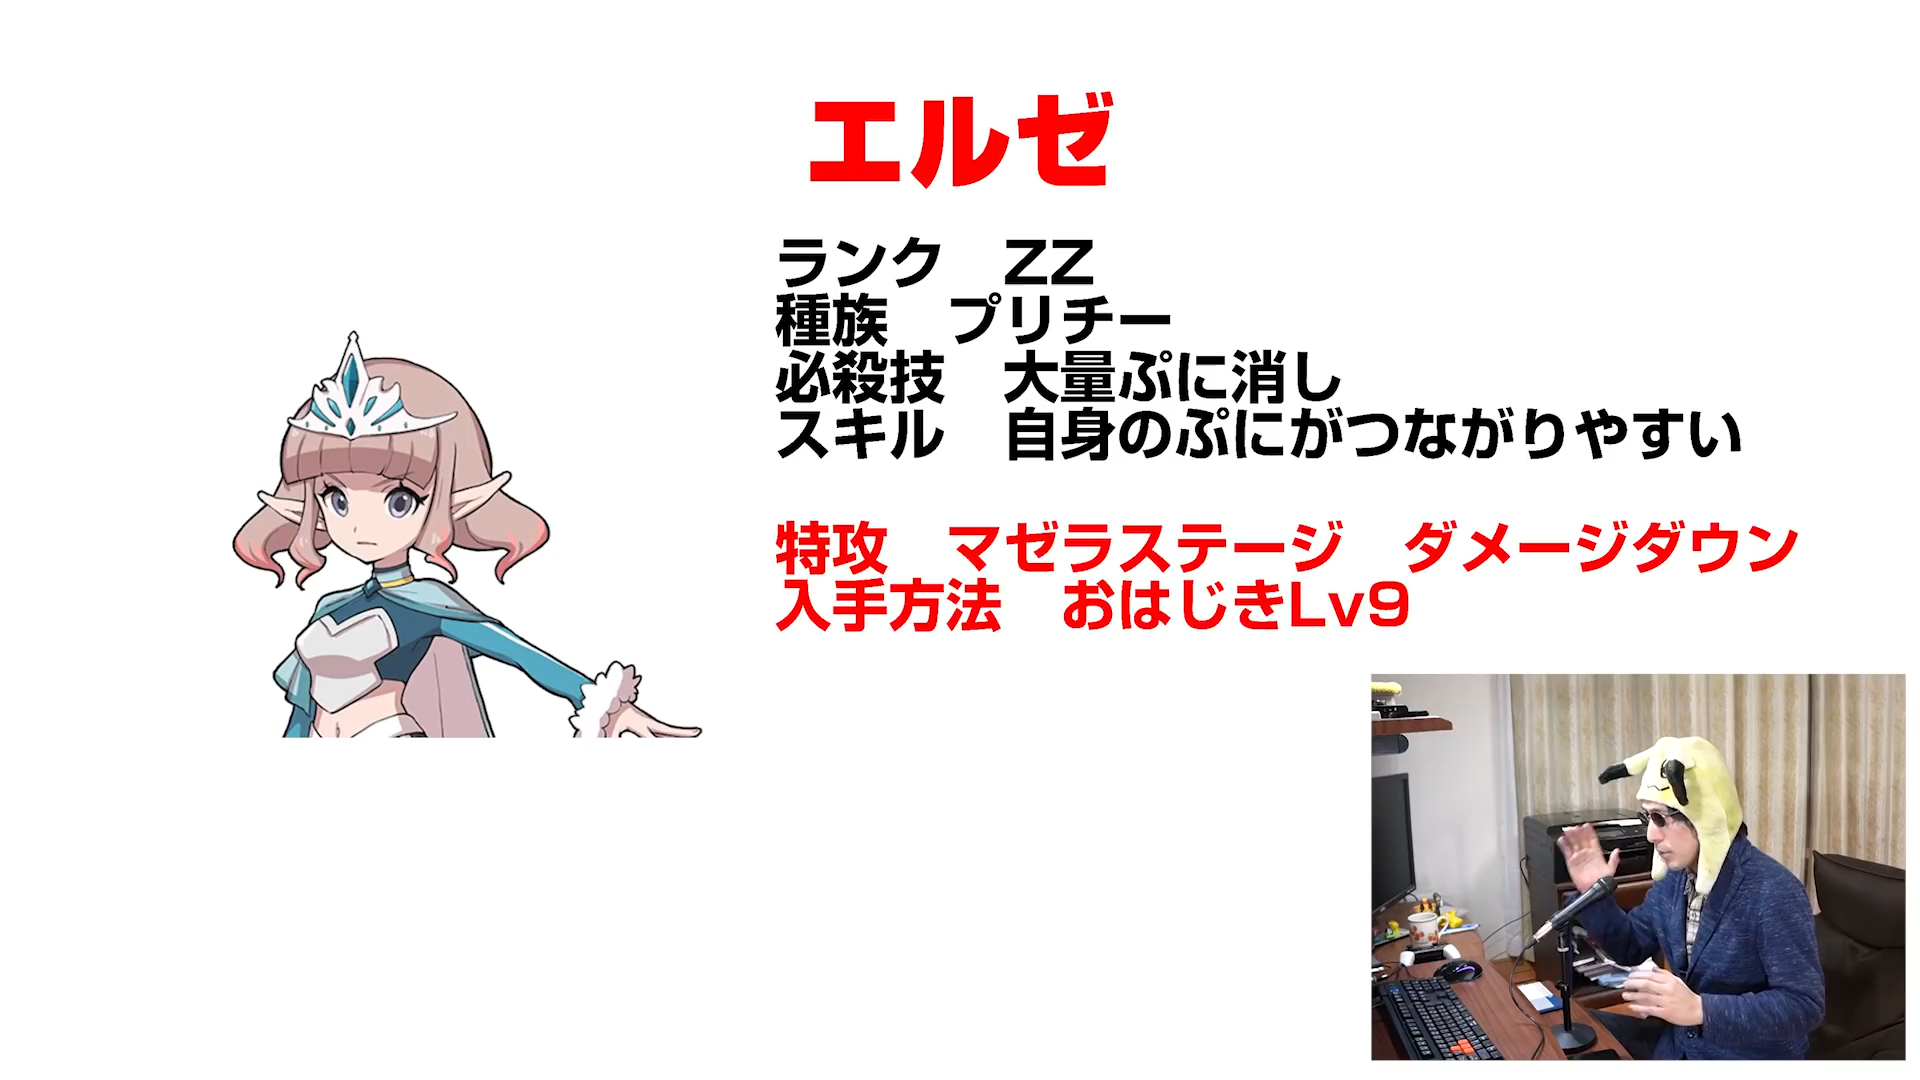 エルゼ
ランク　ZZ
種族　プリチー
必殺技　大量ぷに消し
スキル　自身のぷにがつながりやすい
特攻　マゼラステージ　ダメージダウン
入手方法　おはじきLv9